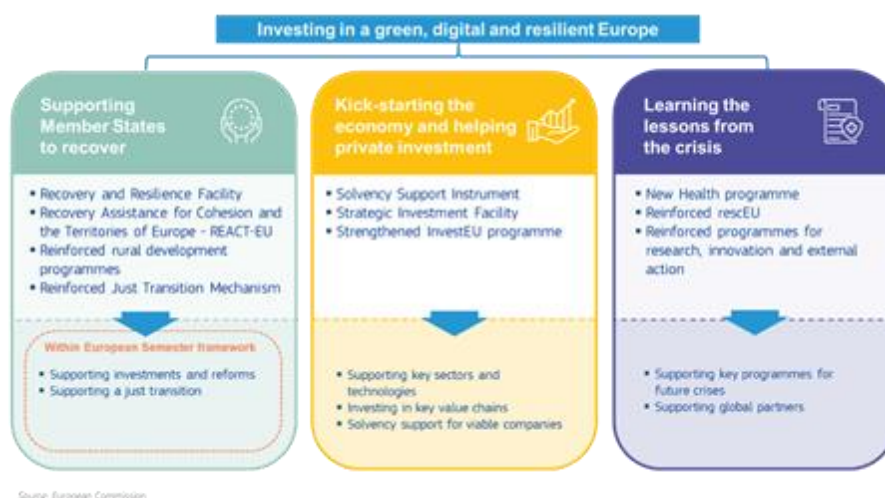 Investing in a green, digital and resilient Europe
Supporting
Member States
to recover
▪ Recovery and Resilience Facility
▪ Recovery Assistance for Cohesion and
the Territories of Europe - REACT-EU
▪ Reinforced rural development
programmes
▪ Reinforced Just Transition Mechanism
Within European Semester framework
▪ Supporting investments and reforms
▪ Supporting a just transition
Kick-starting the
economy and helping
private investment
▪ Solvency Support Instrument
▪ Strategic Investment Facility
▪ Strengthened InvestEU programme
▪ Supporting key sectors and
technologies
▪ Investing in key value chains
▪ Solvency support for viable companies
Learning the
lessons from
the crisis
▪ New Health programme
▪ Reinforced rescEU
▪ Reinforced programmes for
research, innovation and external
action
▪ Supporting key programmes for
future crises
▪ Supporting global partners
Source: European Commission